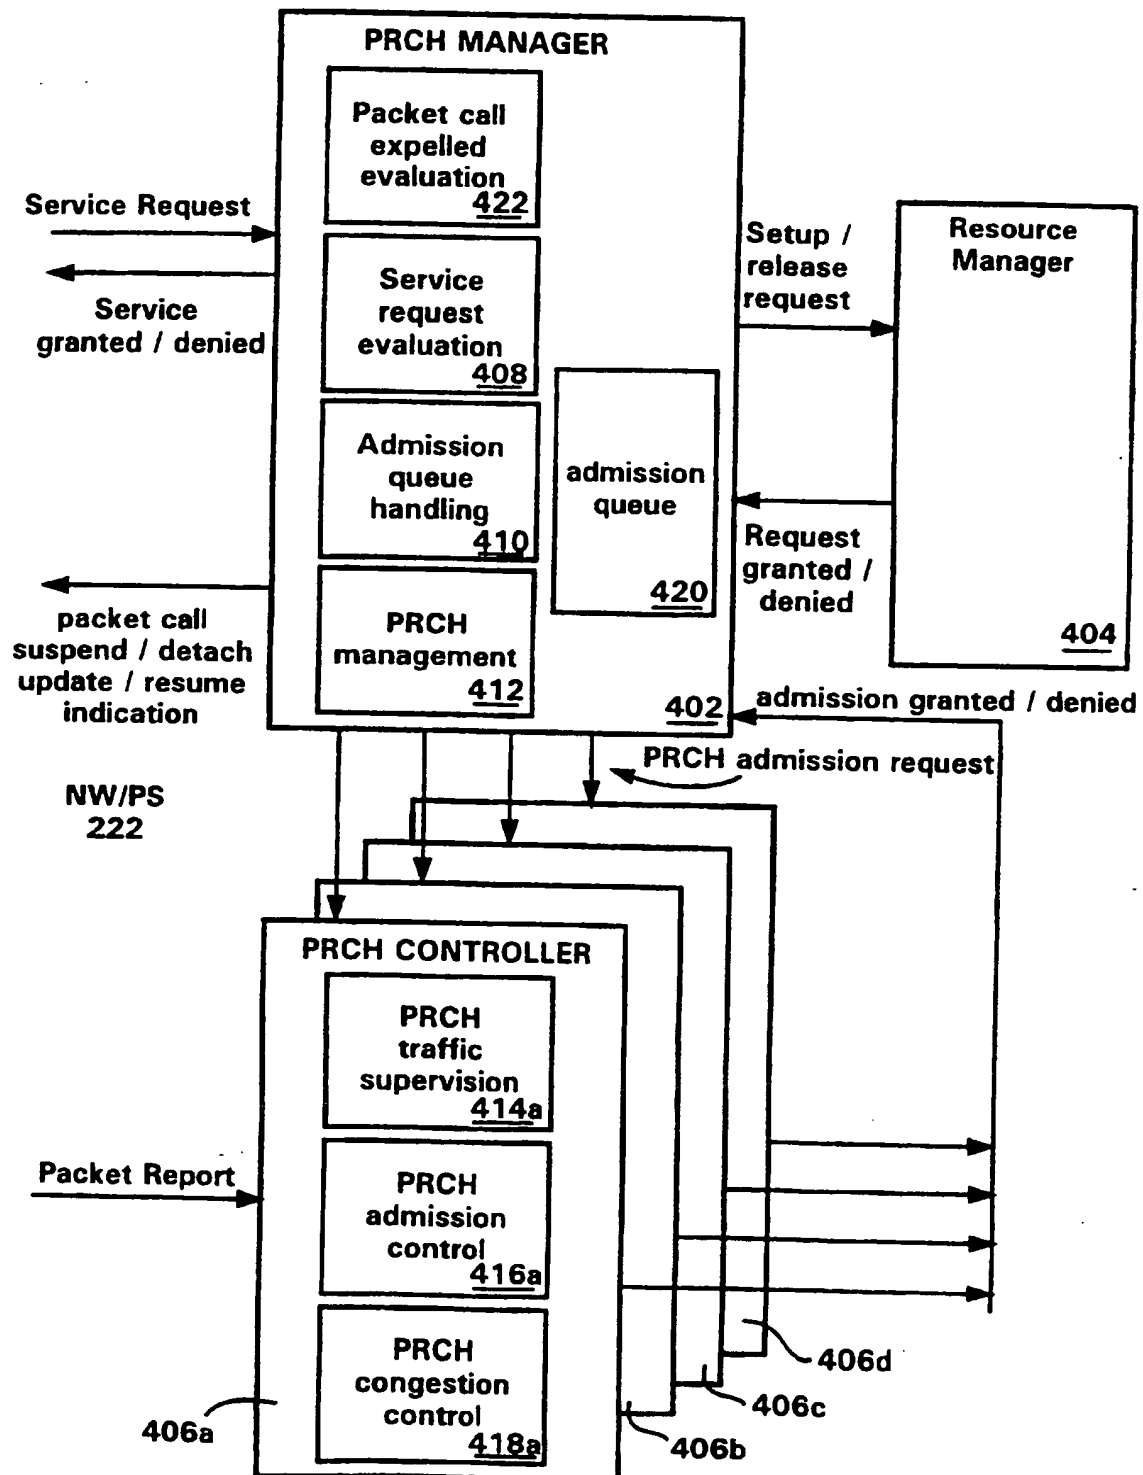 PRCH MANAGER
Packet call
expelled
evaluation
422
Service Request
Service
granted / denied
Service
request
evaluation
408
Setup /
release
request
Resource
Manager
Admission
queue
handling
410
admission
queue
420
Request
granted /
denied
404
packet call
suspend / detach
update / resume
indication
PRCH
management
412
402
admission granted / denied
PRCH admission request
NW/PS
222
PRCH CONTROLLER
PRCH
traffic
supervision
414a
Packet Report
PRCH
admission
control
416a
PRCH
congestion
control
418a
406a
406b
406c
406d